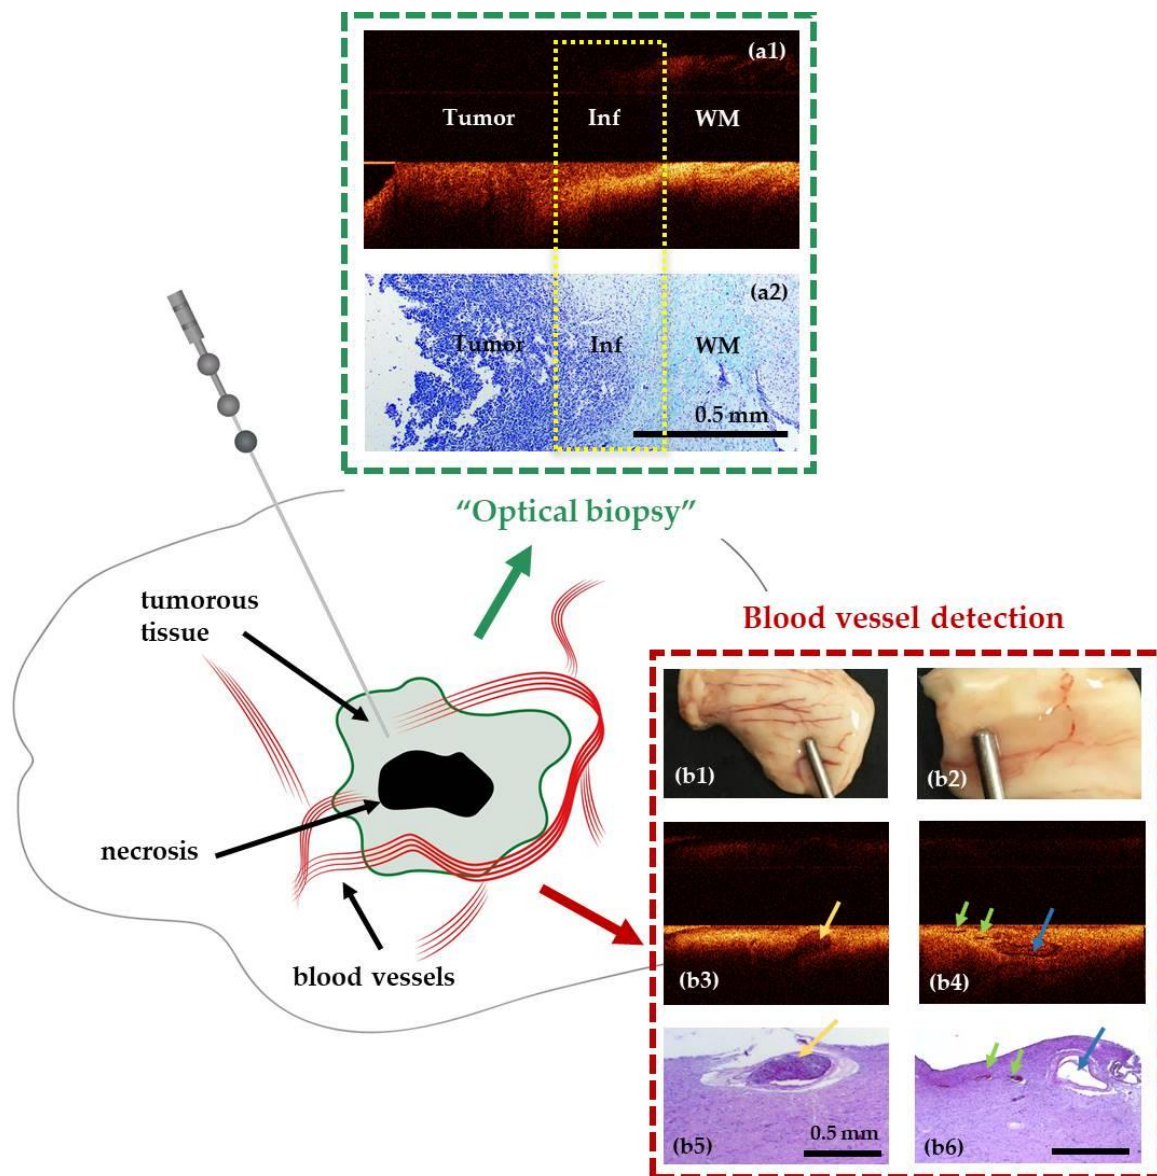 (a1)
Tumor
Inf
WM
(a2)
Tumor
Inf
WM
0.5 mm
“Optical biopsy”
tumorous
tissue
necrosis
blood vessels
Blood vessel detection
(b1)
(b2)
(b3)
(b4)
(b5)
0.5 mm
(b6)